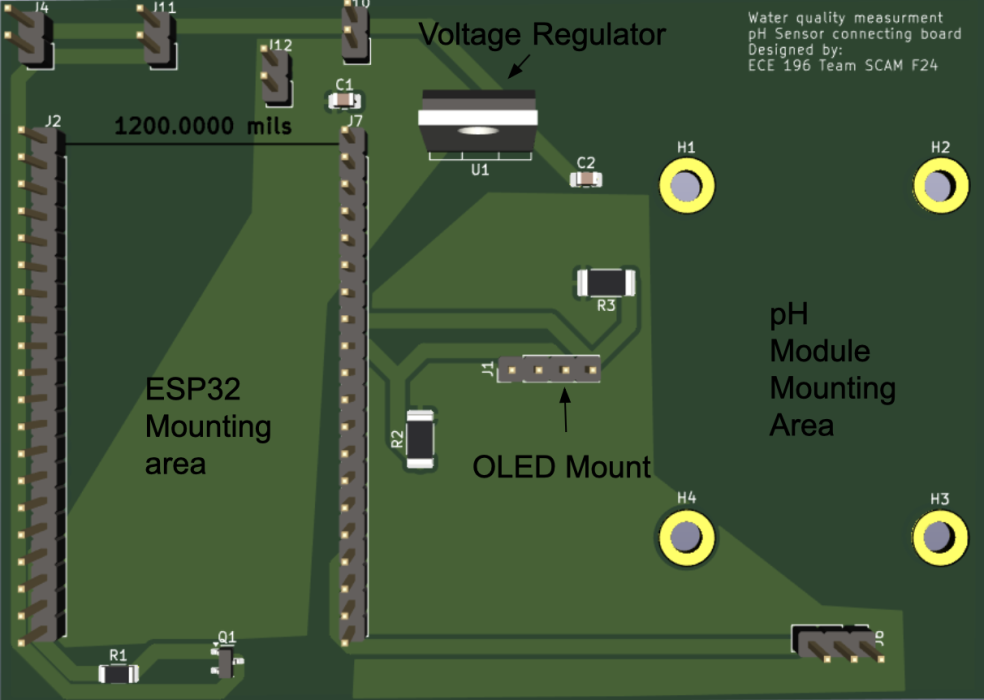 J4
J11
J10
Water quality measurment
pH Sensor connecting board
Designed by:
ECE 196 Team SCAM F24
Voltage Regulator
J12
C1
J2
1200.0000 mils
J7
U1
C2
H1
H2
R3
pH
Module
Mounting
Area
J1
ESP32
Mounting
area
R2
OLED Mount
H4
H3
R1
Q1